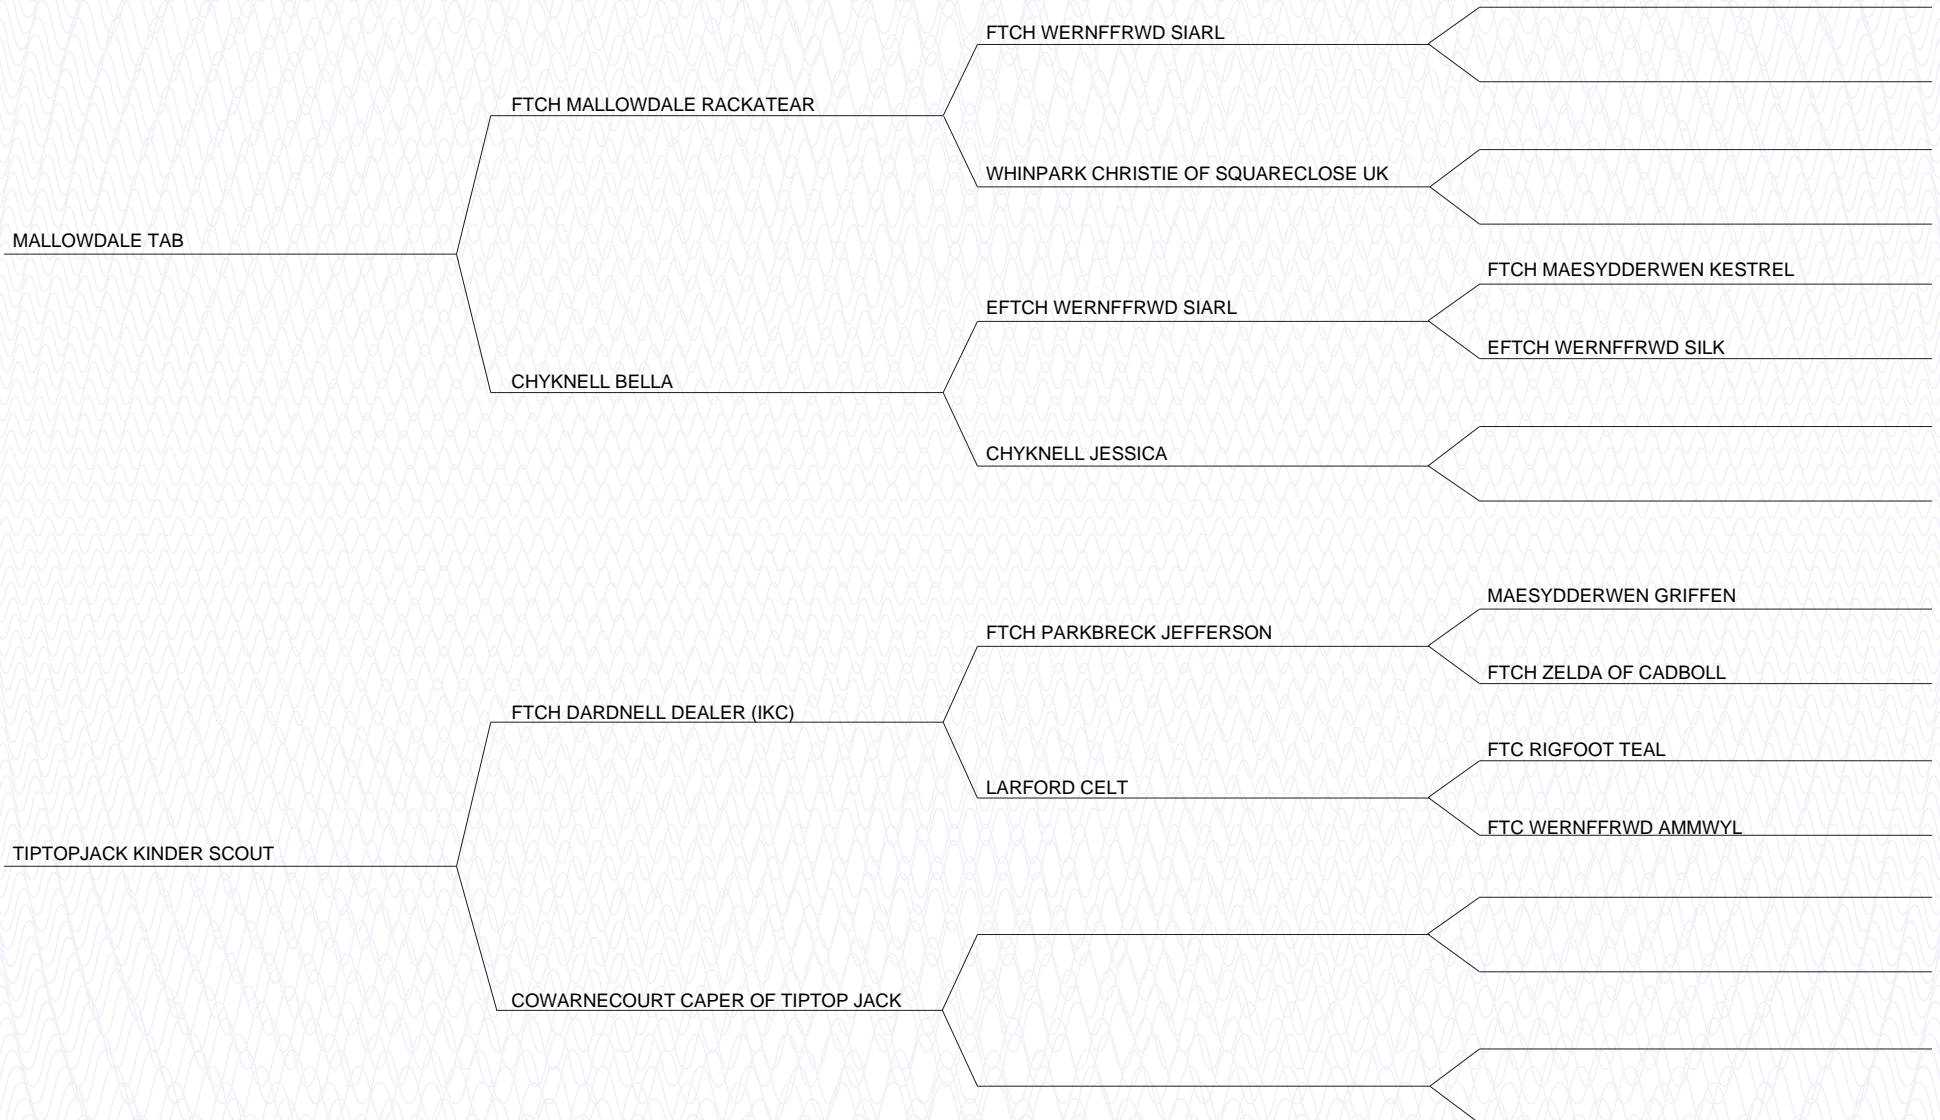 FTCH WERNFFRWD SIARL
FTCH MALLOWDALE RACKATEAR
WHINPARK CHRISTIE OF SQUARECLOSE UK
MALLOWDALE TAB
FTCH MAESYDDERWEN KESTREL
EFTCH WERNFFRWD SIARL
EFTCH WERNFFRWD SILK
CHYKNELL BELLA
CHYKNELL JESSICA
MAESYDDERWEN GRIFFEN
FTCH PARKBRECK JEFFERSON
FTCH ZELDA OF CADBOLL
FTCH DARDNELL DEALER (IKC)
FTC RIGFOOT TEAL
LARFORD CELT
FTC WERNFFRWD AMMWYL
TIPTOPJACK KINDER SCOUT
COWARNECOURT CAPER OF TIPTOP JACK